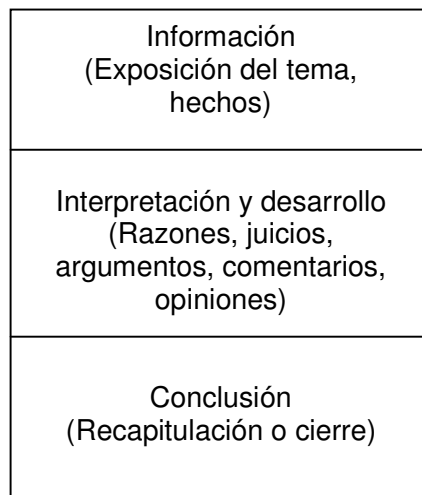 Información
(Exposición del tema,
hechos)
Interpretación y desarrollo
(Razones, juicios,
argumentos, comentarios,
opiniones)
Conclusión
(Recapitulación o cierre)